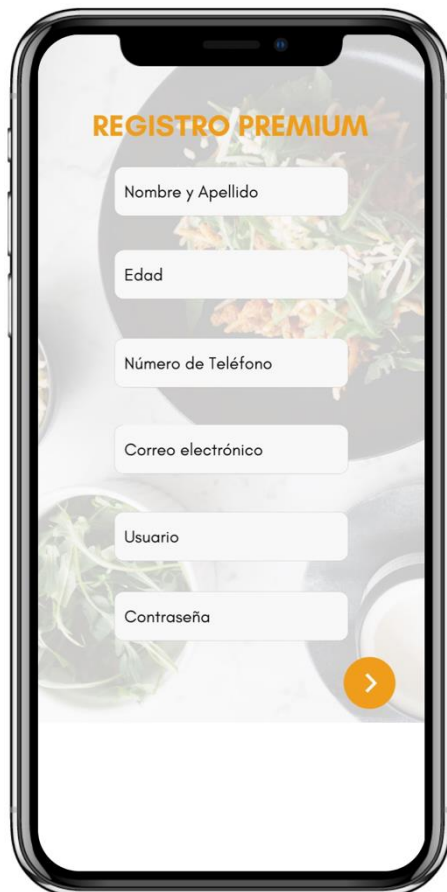 REGISTRO PREMIUM
Nombre y Apellido
Edad
Número de Teléfono
Correo electrónico
Usuario
Contraseña